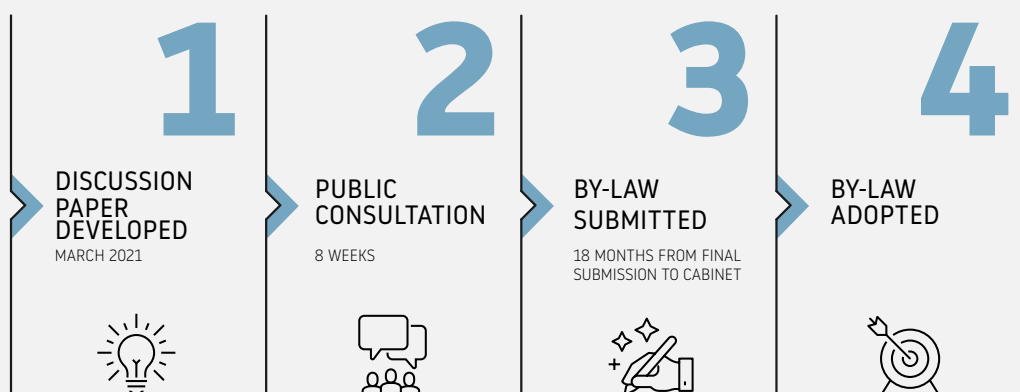 1
DISCUSSION
PAPER
DEVELOPED
MARCH 2021
2
PUBLIC
CONSULTATION
8 WEEKS
3
BY-LAW
SUBMITTED
18 MONTHS FROM FINAL
SUBMISSION TO CABINET
4
BY-LAW
ADOPTED